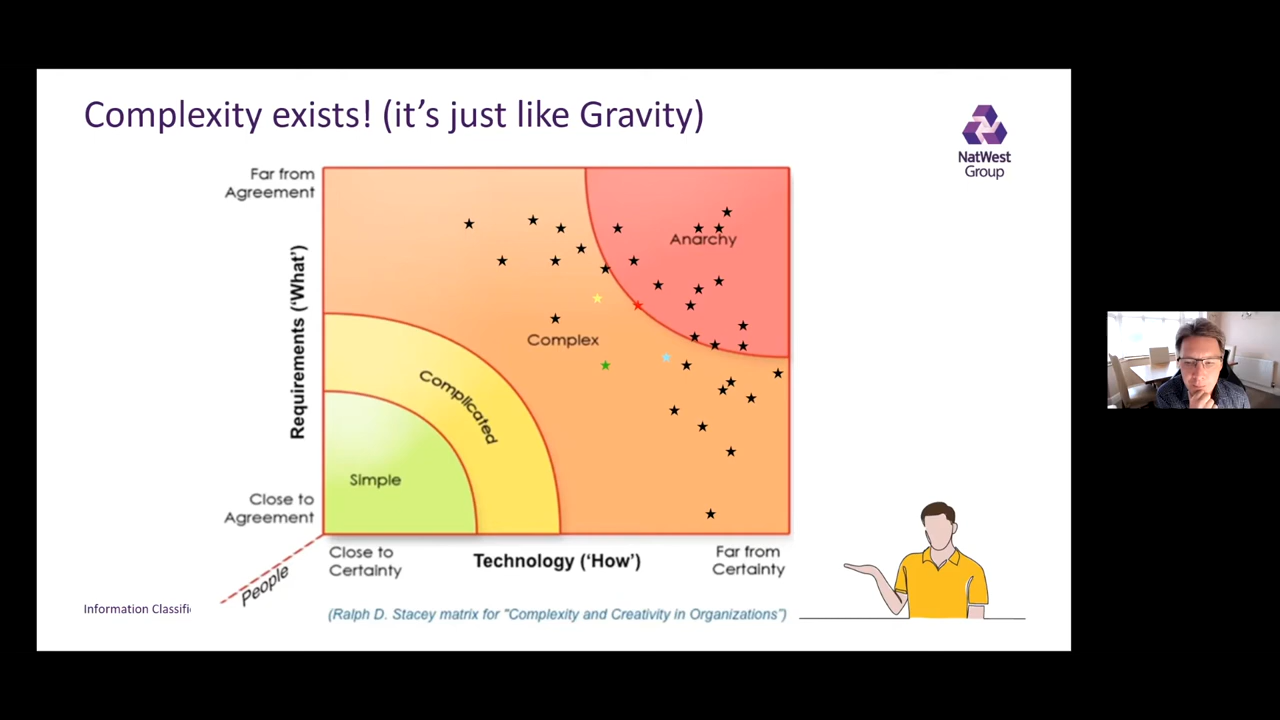 Complexity exists! (it's just like Gravity)
NatWest
Group
Far from
Agreement
Requirements ('What')
Anarchy
Complex
Complicated
Simple
Close to
Agreement
Close to
Certainty
Technology ('How')
Far from
Certainty
People
Information Classifi
(Ralph D. Stacey matrix for "Complexity and Creativity in Organizations")